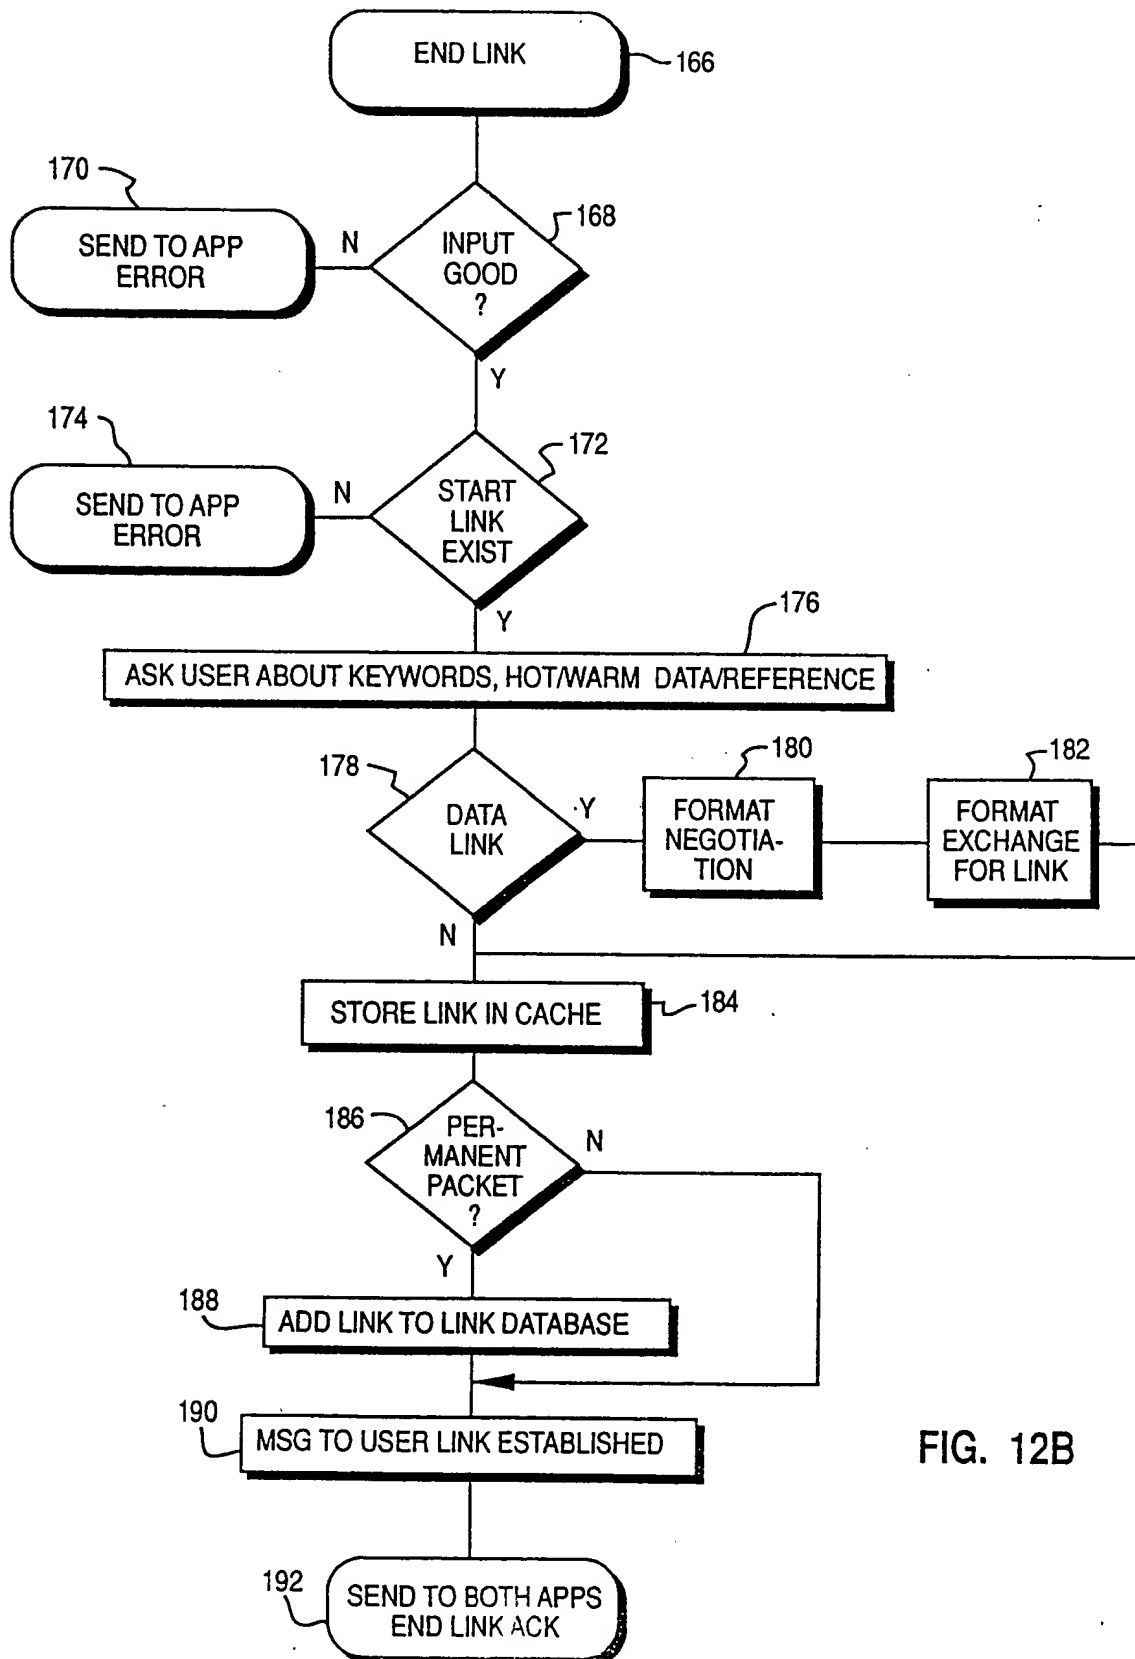 END LINK
166
170
168
SEND TO APP
ERROR
N
INPUT
GOOD
?
Y
174
172
SEND TO APP
ERROR
N
START
LINK
EXIST
Y
176
ASK USER ABOUT KEYWORDS, HOT/WARM DATA/REFERENCE
178
180
182
DATA
LINK
Y
FORMAT
NEGOTIA-
TION
FORMAT
EXCHANGE
FOR LINK
N
STORE LINK IN CACHE
184
186
PER-
MANENT
PACKET
?
N
Y
188
ADD LINK TO LINK DATABASE
190
MSG TO USER LINK ESTABLISHED
FIG. 12B
192
SEND TO BOTH APPS
END LINK ACK